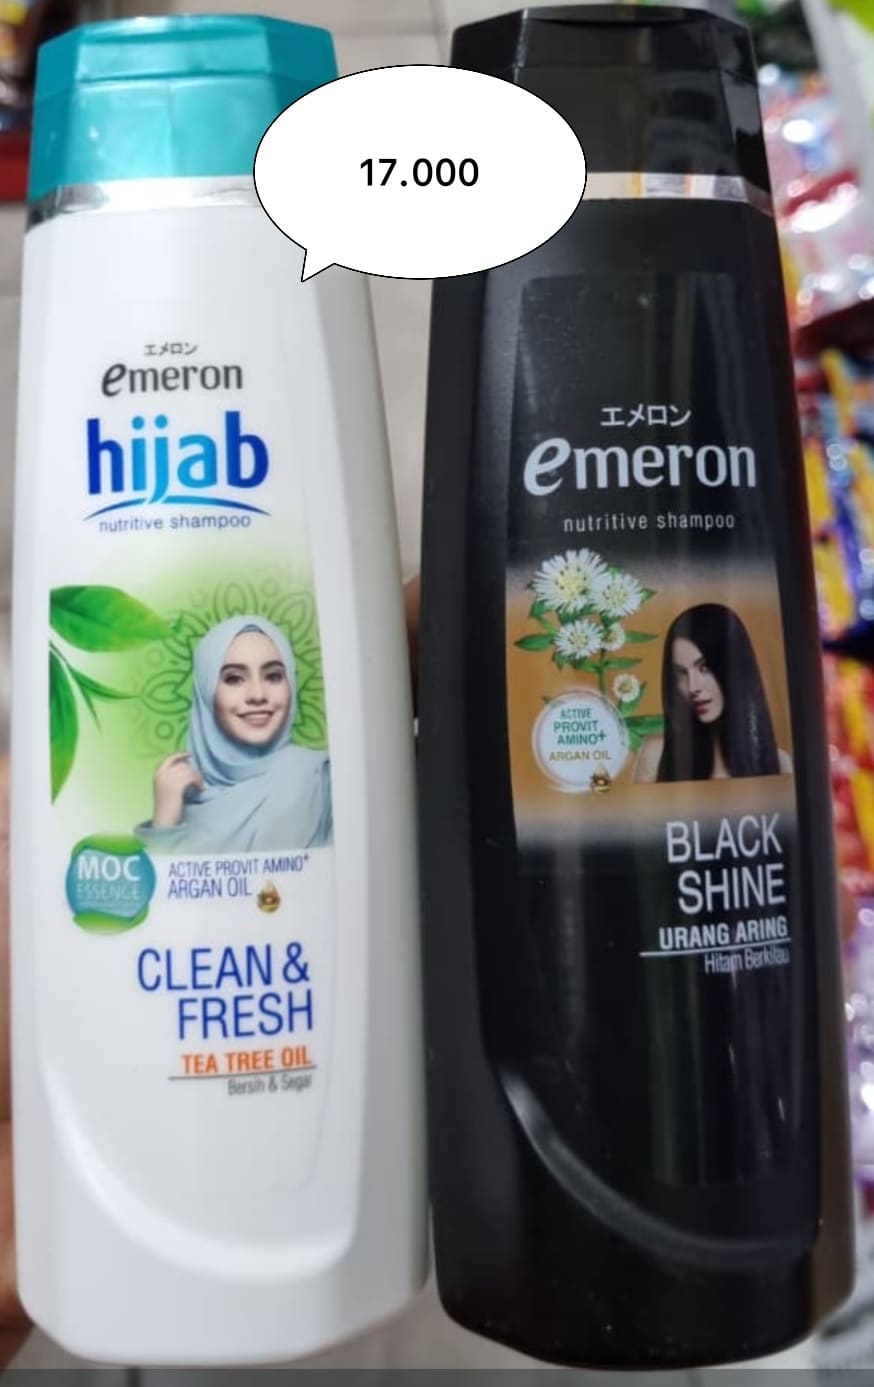 17.000
エメロン
emeron
hijab
nutritive shampoo
MOC
ESSENCE
ACTIVE PROVIT AMINO+
ARGAN OIL
CLEAN &
FRESH
TEA TREE OIL
Bersih & Segar
エメロン
emeron
nutritive shampoo
ACTIVE
PROVIT
AMINO+
ARGAN OIL
BLACK
SHINE
URANG ARING
Hitam Berkilau